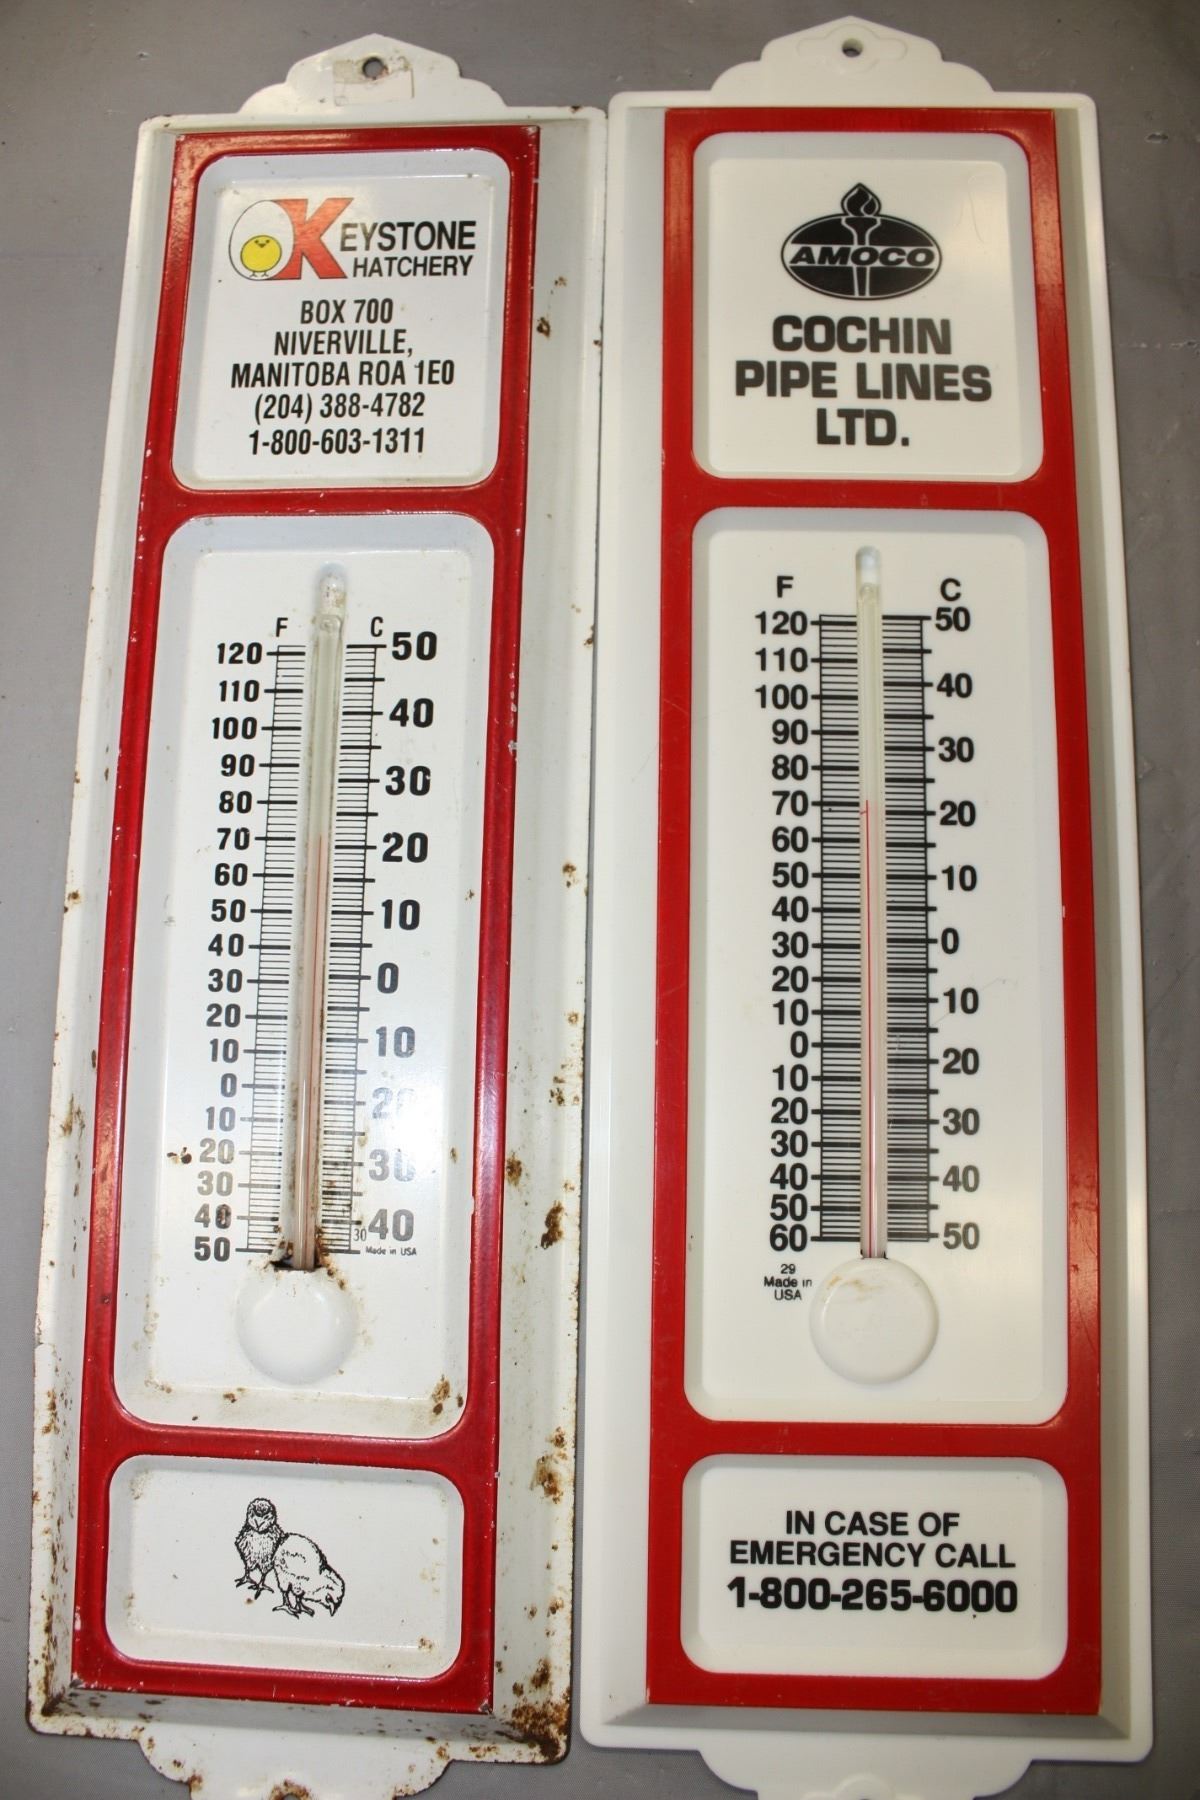 KEYSTONE
HATCHERY
BOX 700
NIVERVILLE,
MANITOBA ROA 1E0
(204) 388-4782
1-800-603-1311
F C
120 50
110
100 40
90
80 30
70 20
60
50 10
40
30 0
20
10 10
0 20
10
20 30
30
40 30 40
50 Made in USA
AMOCO
COCHIN
PIPE LINES
LTD.
F C
120 50
110
100 40
90
80 30
70 20
60
50 10
40
30 0
20
10 10
0 20
10
20 30
30
40 40
50
60 50
29
Made in
USA
IN CASE OF
EMERGENCY CALL
1-800-265-6000